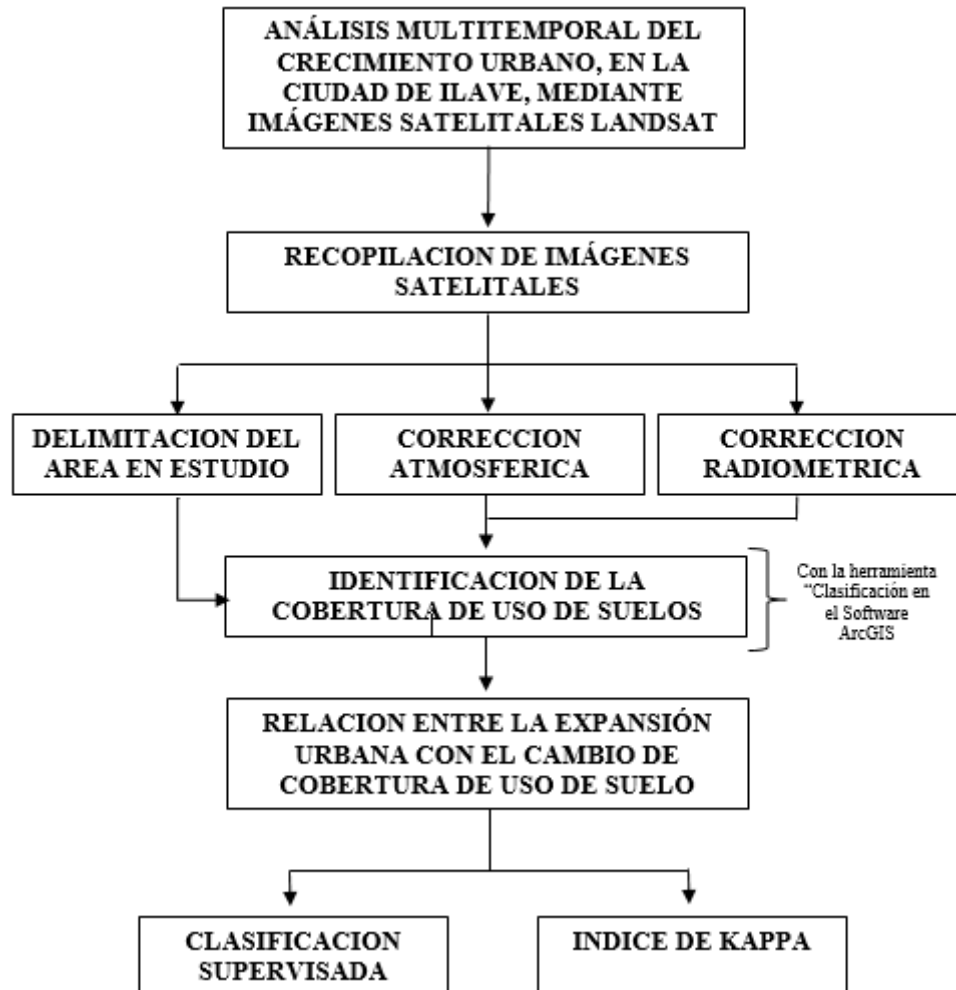 ANÁLISIS MULTITEMPORAL DEL
CRECIMIENTO URBANO, EN LA
CIUDAD DE ILAVE, MEDIANTE
IMÁGENES SATELITALES LANDSAT
RECOPILACION DE IMÁGENES
SATELITALES
DELIMITACION DEL
AREA EN ESTUDIO
CORRECCION
ATMOSFERICA
CORRECCION
RADIOMETRICA
IDENTIFICACION DE LA
COBERTURA DE USO DE SUELOS
Con la herramienta
“Clasificación en
el Software
ArcGIS
RELACION ENTRE LA EXPANSIÓN
URBANA CON EL CAMBIO DE
COBERTURA DE USO DE SUELO
CLASIFICACION
SUPERVISADA
INDICE DE KAPPA